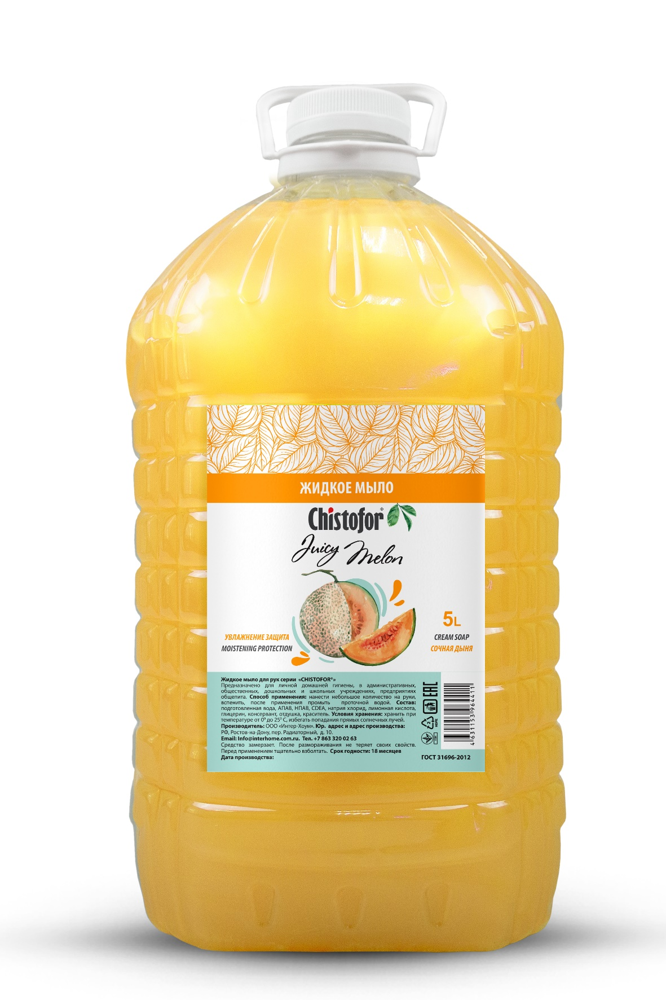 ЖИДКОЕ МЫЛО
Chistofor®
Juicy Melon
5L
УВЛАЖНЕНИЕ ЗАЩИТА
MOISTENING PROTECTION
CREAM SOAP
СОЧНАЯ ДЫНЯ
Жидкое мыло для рук серии «CHISTOFOR®»
Предназначено для личной домашней гигиены, в административных,
общественных, дошкольных и школьных учреждениях, предприятиях
общепита. Способ применения: нанести небольшое количество на руки,
вспенить, после применения промыть проточной водой. Состав:
подготовленная вода, АПАВ, НПАВ, CDEA, натрия хлорид, лимонная кислота,
глицерин, консервант, отдушка, краситель. Условия хранения: хранить при
температуре от 0⁰ до 25⁰ С, избегать попадания прямых солнечных лучей.
Производитель: ООО «Интер-Хоум». Юр. адрес и адрес производства:
РФ, Ростов-на-Дону, пер. Радиаторный, д. 10.
Email: Info@interhome.com.ru. Тел. +7 863 320 02 63
Средство замерзает. После размораживания не теряет своих свойств.
Перед применением тщательно взболтать. Срок годности: 18 месяцев
Дата производства:
EAC
2
HDPE
4631153964411
ГОСТ 31696-2012